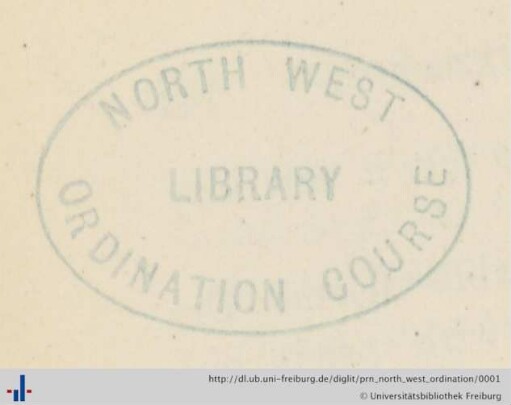 NORTH WEST
LIBRARY
ORDINATION COURSE
http://dl.ub.uni-freiburg.de/diglit/prn_north_west_ordination/0001
© Universitätsbibliothek Freiburg